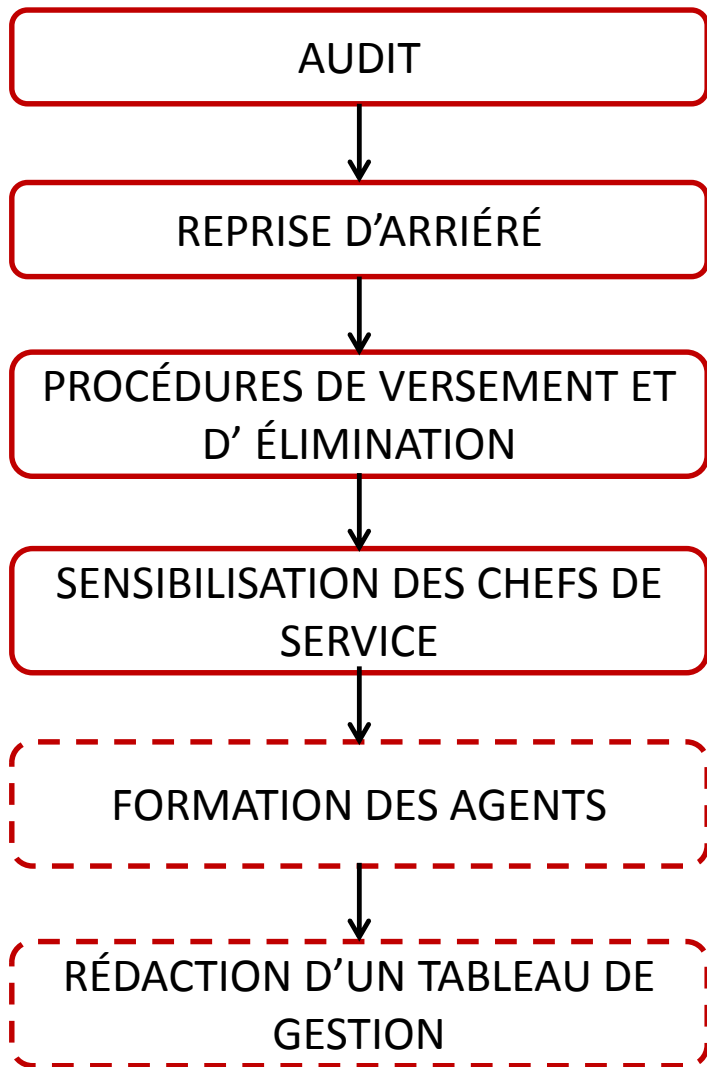 AUDIT
REPRISE D’ARRIÉRÉ
PROCÉDURES DE VERSEMENT ET
D’ ÉLIMINATION
SENSIBILISATION DES CHEFS DE
SERVICE
FORMATION DES AGENTS
RÉDACTION D’UN TABLEAU DE
GESTION